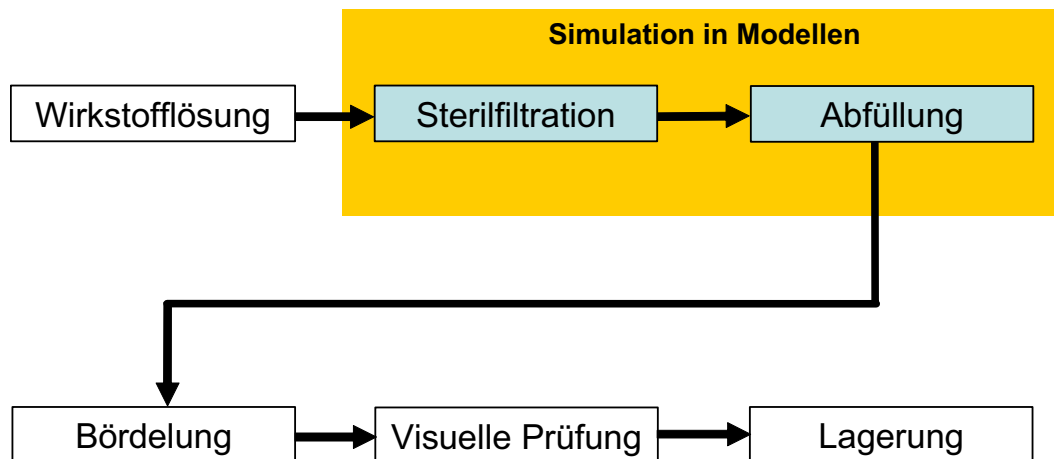 Simulation in Modellen
Wirkstofflösung
Sterilfiltration
Abfüllung
Bördelung
Visuelle Prüfung
Lagerung